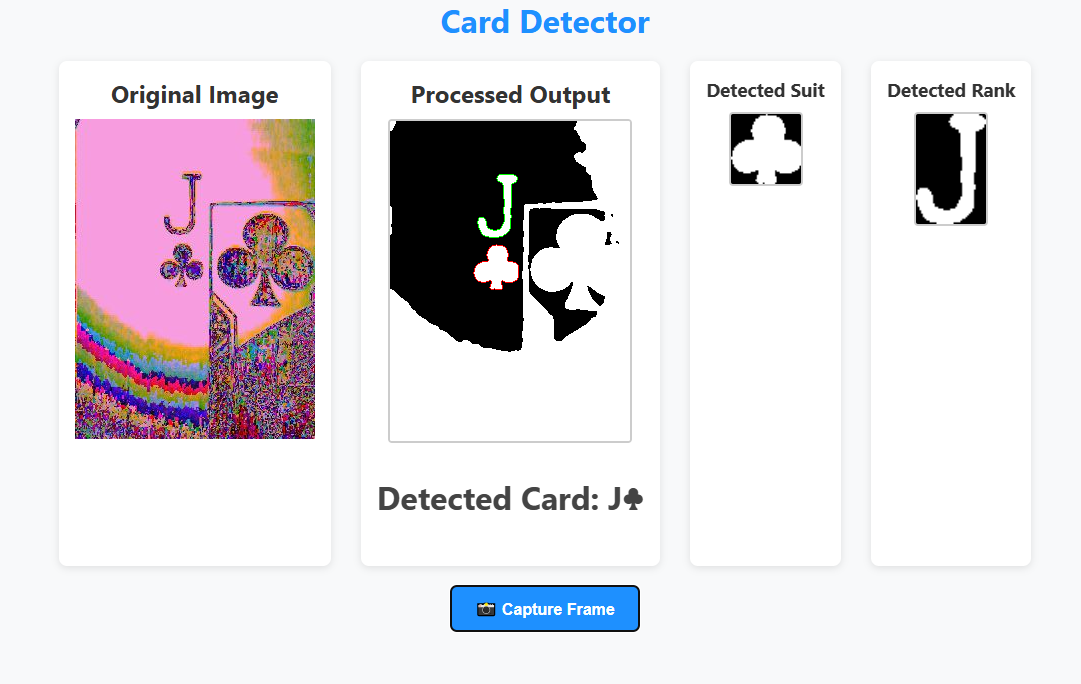 Card Detector
Original Image
J
Processed Output
J
Detected Card: J♣
Detected Suit
Detected Rank
J
📸 Capture Frame